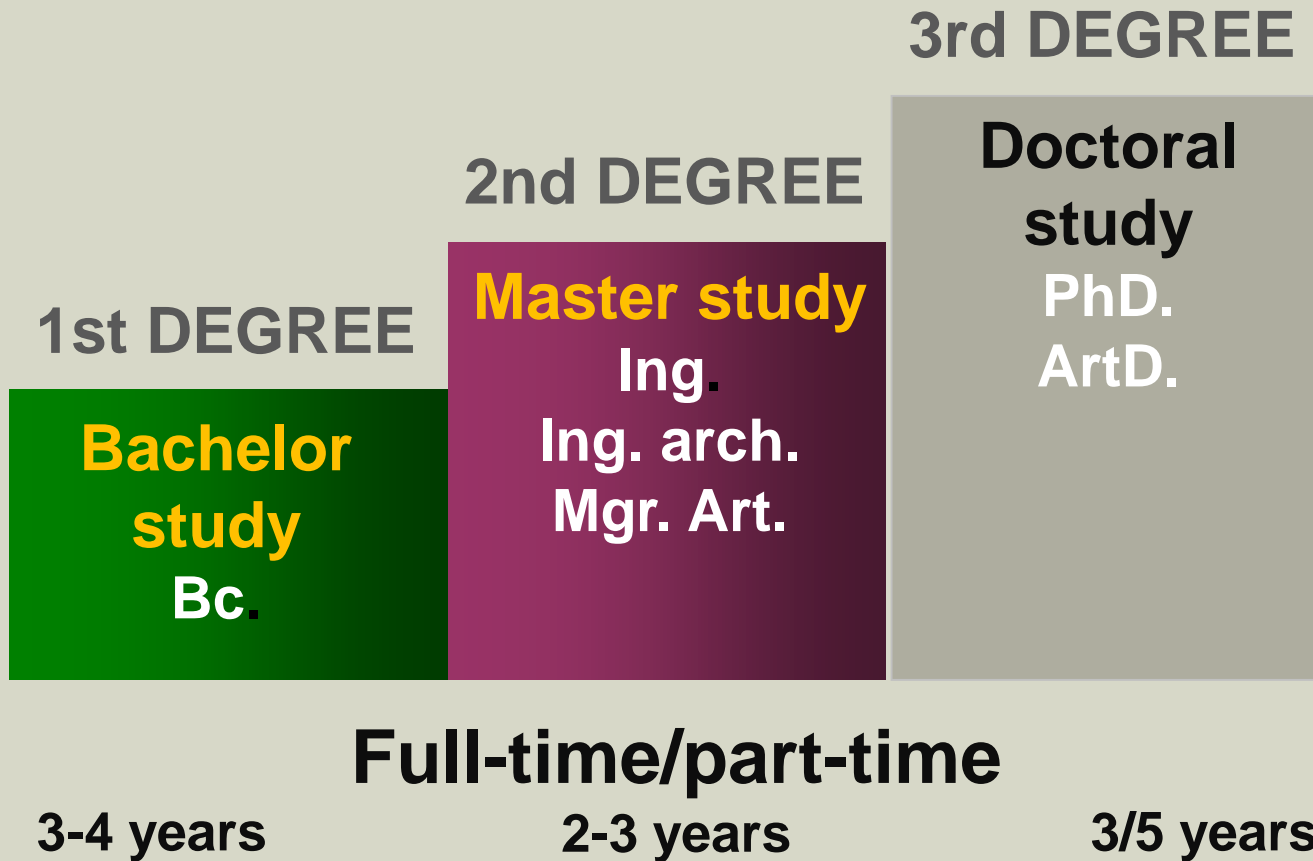 3rd DEGREE
Doctoral
study
PhD.
ArtD.
2nd DEGREE
Master study
Ing.
Ing. arch.
Mgr. Art.
1st DEGREE
Bachelor
study
Bc.
Full-time/part-time
3-4 years
2-3 years
3/5 years